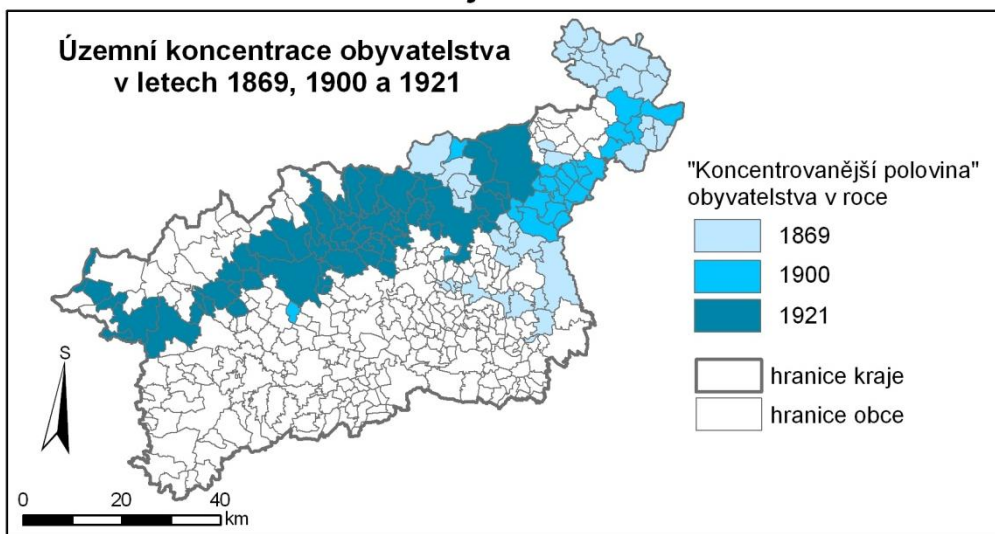 Územní koncentrace obyvatelstva
v letech 1869, 1900 a 1921
"Koncentrovanější polovina"
obyvatelstva v roce
1869
1900
1921
hranice kraje
hranice obce
S
0 20 40
km